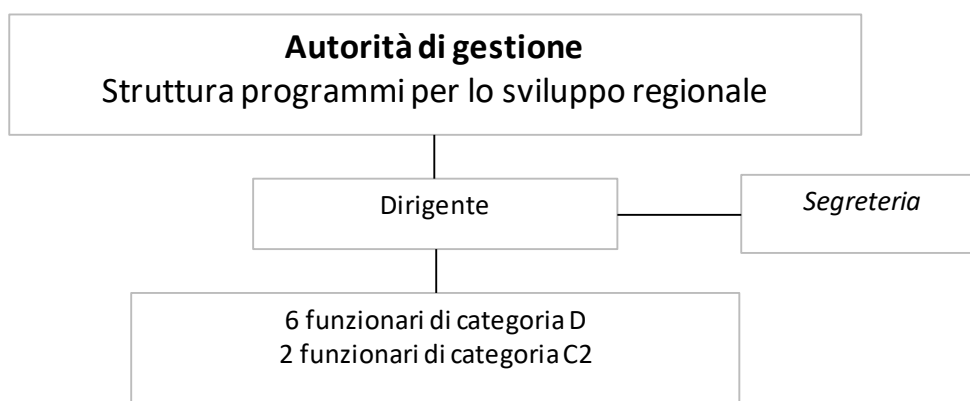 Autorità di gestione
Struttura programmi per lo sviluppo regionale
Dirigente
Segreteria
6 funzionari di categoria D
2 funzionari di categoria C2